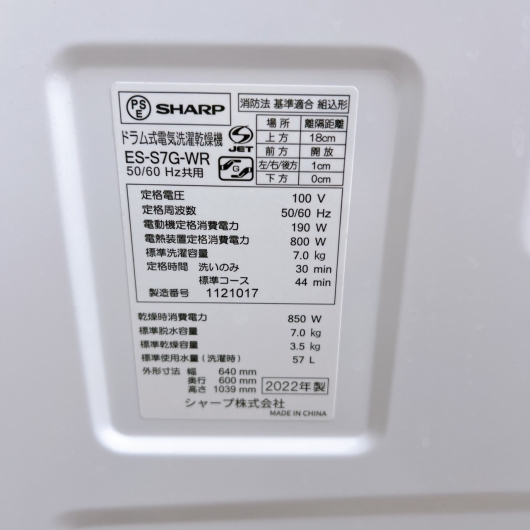 PS E SHARP
消防法 基準適合 組込形
ドラム式電気洗濯乾燥機
ES-S7G-WR
50/60 Hz共用
JET
G
場所 離隔距離
上方 18cm
前方 開放
左/右/後方 1cm
下方 0cm
定格電圧 100 V
定格周波数 50/60 Hz
電動機定格消費電力 190 W
電熱装置定格消費電力 800 W
標準洗濯容量 7.0 kg
定格時間 洗いのみ 30 min
標準コース 44 min
製造番号 1121017
乾燥時消費電力 850 W
標準脱水容量 7.0 kg
標準乾燥容量 3.5 kg
標準使用水量(洗濯時) 57 L
外形寸法 幅 640 mm
奥行 600 mm
高さ 1039 mm
2022年製
シャープ株式会社
MADE IN CHINA